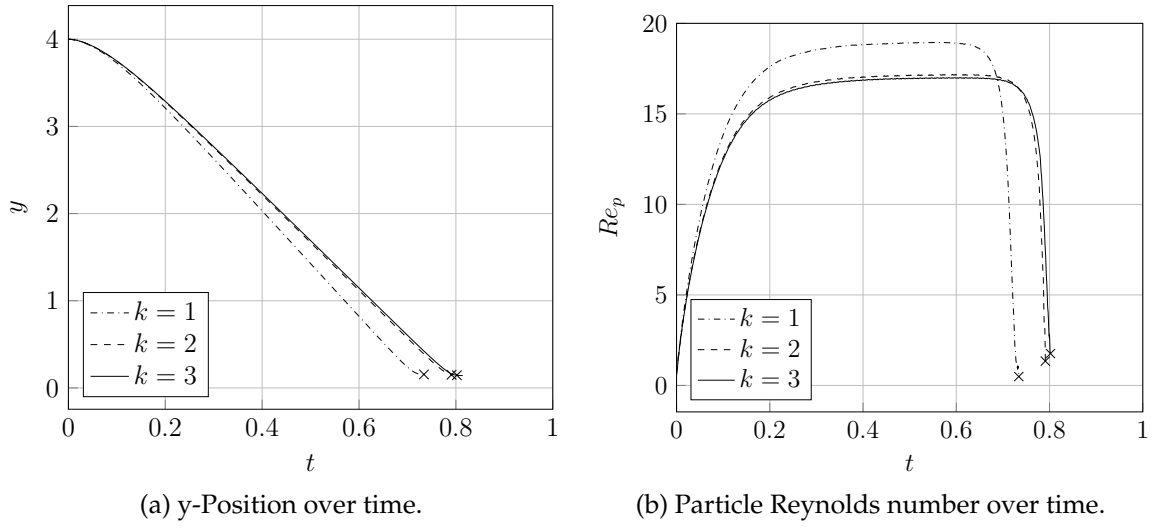 4
3
2
1
0
y
k = 1
k = 2
k = 3
0
0.2
0.4
0.6
0.8
1
t
(a) y-Position over time.
20
15
10
5
0
Re_p
k = 1
k = 2
k = 3
0
0.2
0.4
0.6
0.8
1
t
(b) Particle Reynolds number over time.